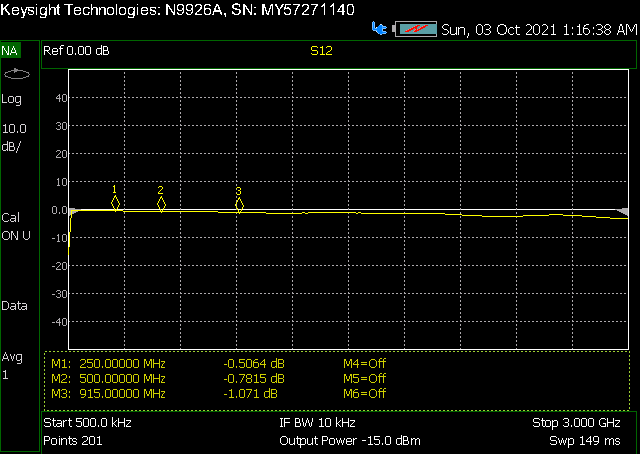 Keysight Technologies: N9926A, SN: MY57271140
Sun, 03 Oct 2021 1:16:38 AM
NA
Ref 0.00 dB
S12
Log
10.0
dB/
Cal
ON U
Data
Avg
1
40
30
20
10
0.0
-10
-20
-30
-40
1
2
3
M1: 250.00000 MHz -0.5064 dB M4=Off
M2: 500.00000 MHz -0.7815 dB M5=Off
M3: 915.00000 MHz -1.071 dB M6=Off
Start 500.0 kHz IF BW 10 kHz Stop 3.000 GHz
Points 201 Output Power -15.0 dBm Swp 149 ms